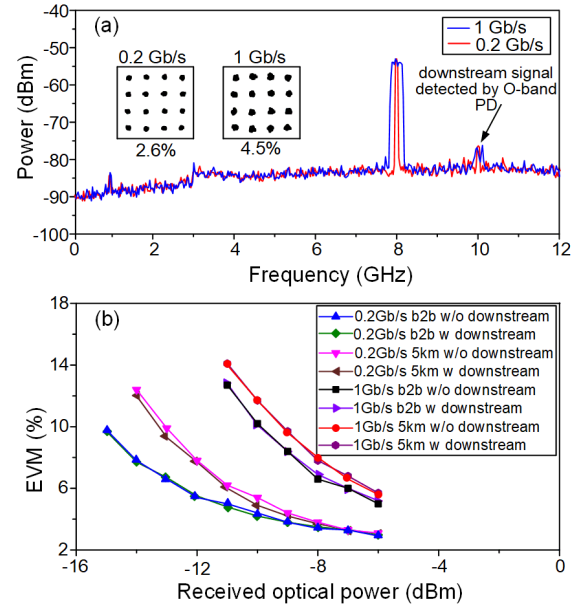 (a)
1 Gb/s
0.2 Gb/s
0.2 Gb/s
1 Gb/s
2.6%
4.5%
downstream signal
detected by O-band
PD
Power (dBm)
-40
-50
-60
-70
-80
-90
-100
0
2
4
6
8
10
12
Frequency (GHz)
(b)
0.2Gb/s b2b w/o downstream
0.2Gb/s b2b w downstream
0.2Gb/s 5km w/o downstream
0.2Gb/s 5km w downstream
1Gb/s b2b w/o downstream
1Gb/s b2b w downstream
1Gb/s 5km w/o downstream
1Gb/s 5km w downstream
EVM (%)
18
14
10
6
2
-16
-12
-8
-4
0
Received optical power (dBm)